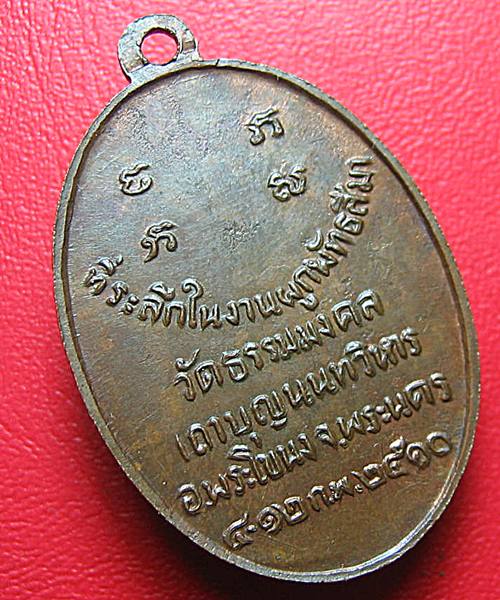 ที่ระลึกในงานผูกพัทธสีมา
วัดธรรมมงคล
เถาบุญนนทวิหาร
อ.พระโขนง จ.พระนคร
๔-๑๒ ก.พ. ๒๕๑๐